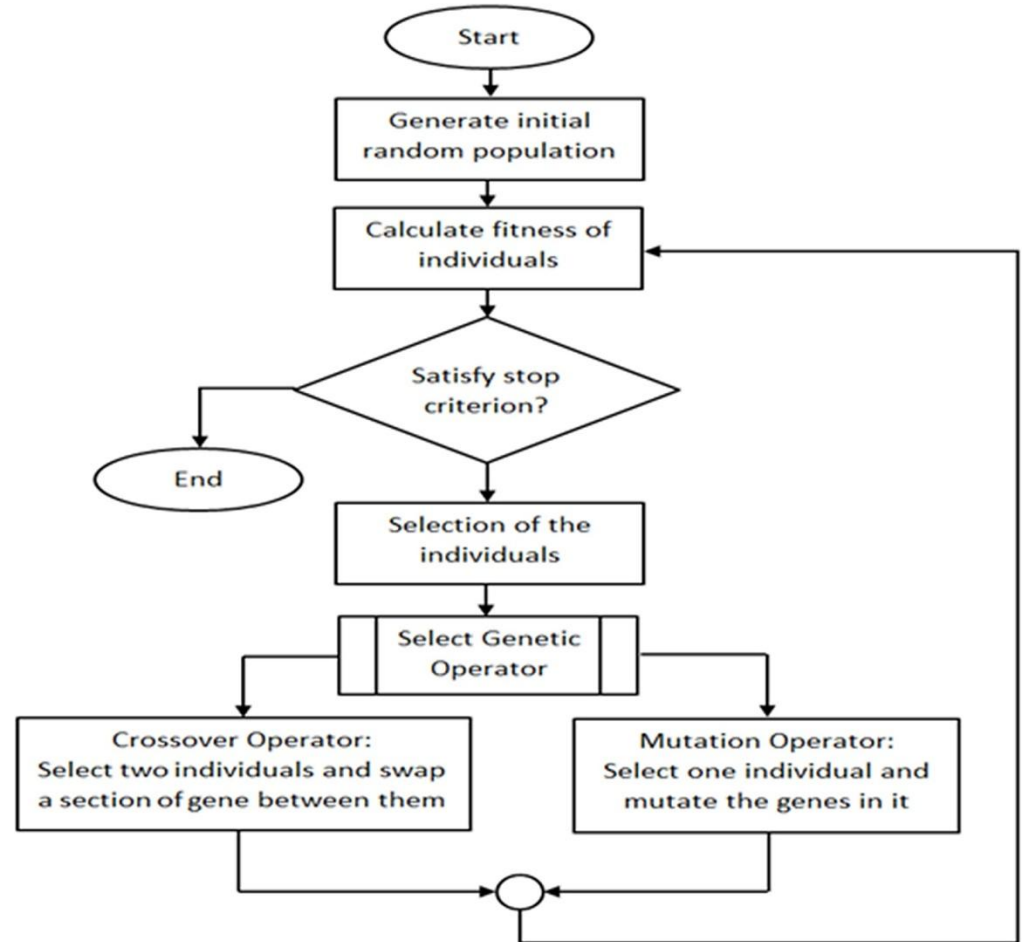 Start
Generate initial
random population
Calculate fitness of
individuals
Satisfy stop
criterion?
End
Selection of the
individuals
Select Genetic
Operator
Crossover Operator:
Select two individuals and swap
a section of gene between them
Mutation Operator:
Select one individual and
mutate the genes in it